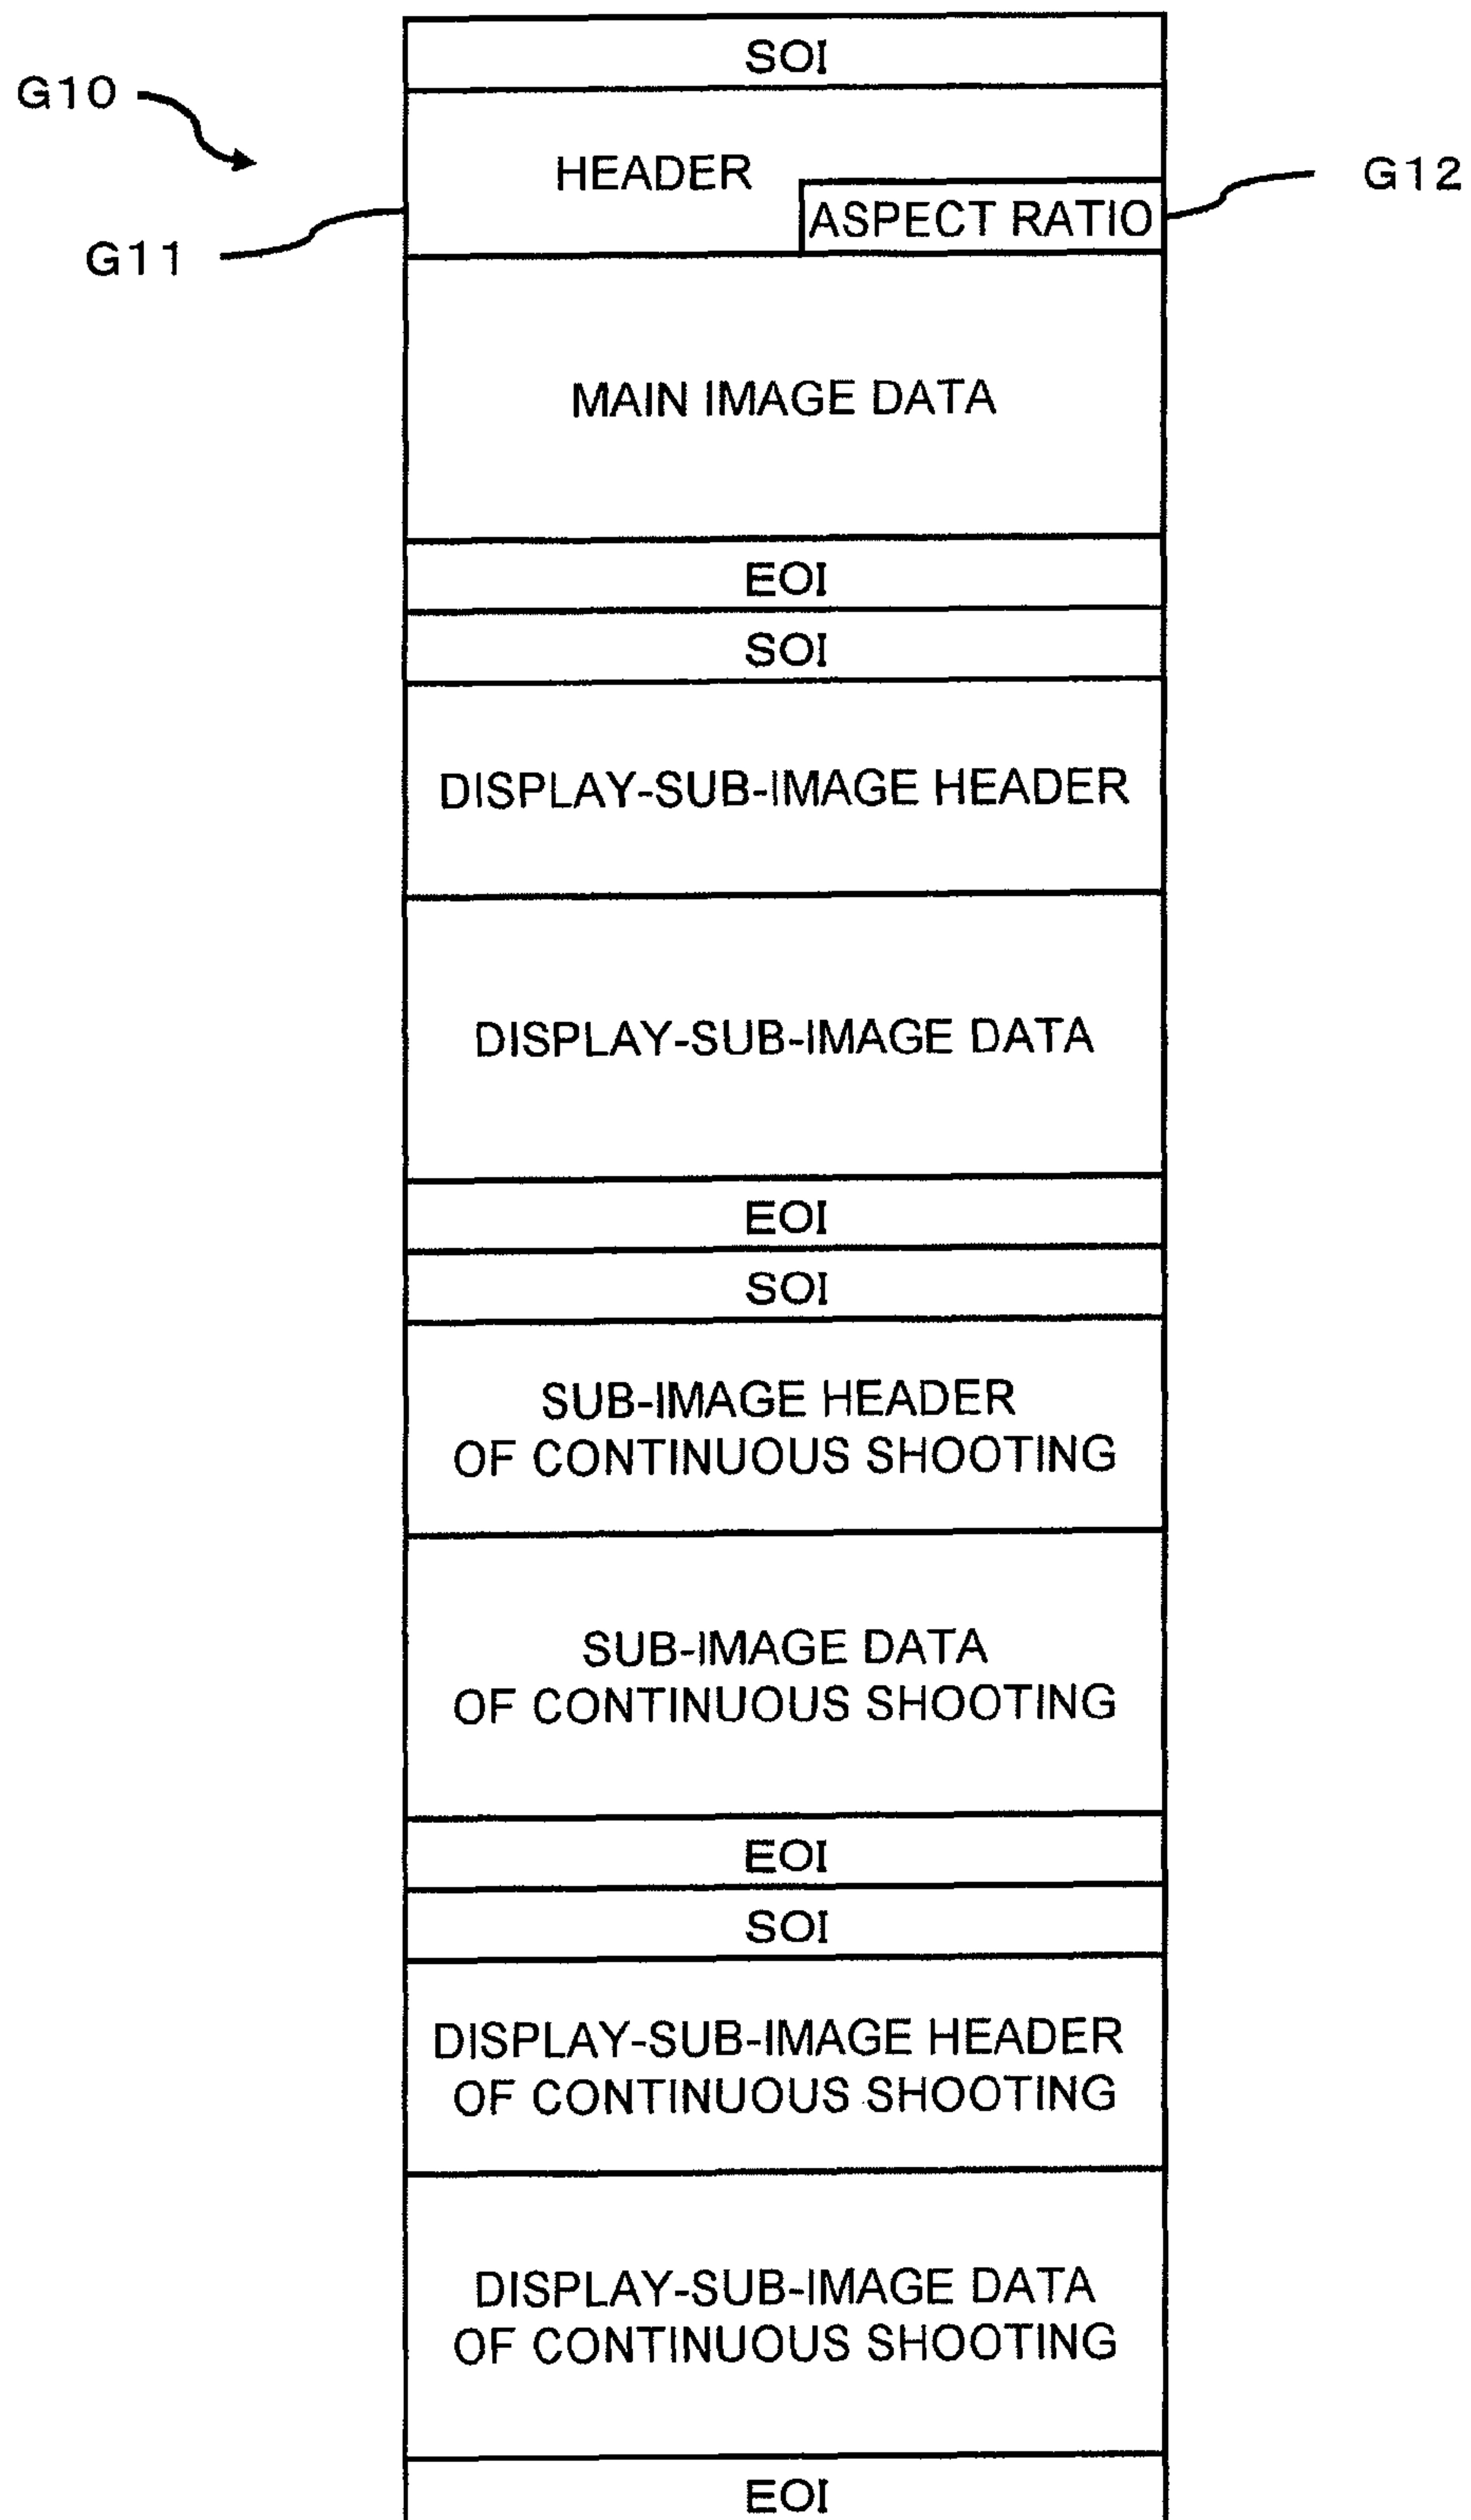 SOI
G10
HEADER
G12
ASPECT RATIO
G11
MAIN IMAGE DATA
EOI
SOI
DISPLAY-SUB-IMAGE HEADER
DISPLAY-SUB-IMAGE DATA
EOI
SOI
SUB-IMAGE HEADER
OF CONTINUOUS SHOOTING
SUB-IMAGE DATA
OF CONTINUOUS SHOOTING
EOI
SOI
DISPLAY-SUB-IMAGE HEADER
OF CONTINUOUS SHOOTING
DISPLAY-SUB-IMAGE DATA
OF CONTINUOUS SHOOTING
EOI